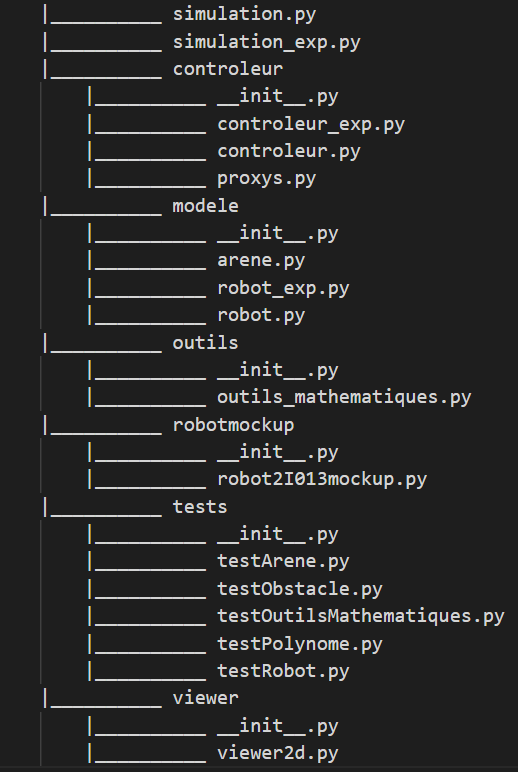 |__________ simulation.py
|__________ simulation_exp.py
|__________ controleur
|__________ __init__.py
|__________ controleur_exp.py
|__________ controleur.py
|__________ proxys.py
|__________ modele
|__________ __init__.py
|__________ arene.py
|__________ robot_exp.py
|__________ robot.py
|__________ outils
|__________ __init__.py
|__________ outils_mathematiques.py
|__________ robotmockup
|__________ __init__.py
|__________ robot2I013mockup.py
|__________ tests
|__________ __init__.py
|__________ testArene.py
|__________ testObstacle.py
|__________ testOutilsMathematiques.py
|__________ testPolynome.py
|__________ testRobot.py
|__________ viewer
|__________ __init__.py
|__________ viewer2d.py